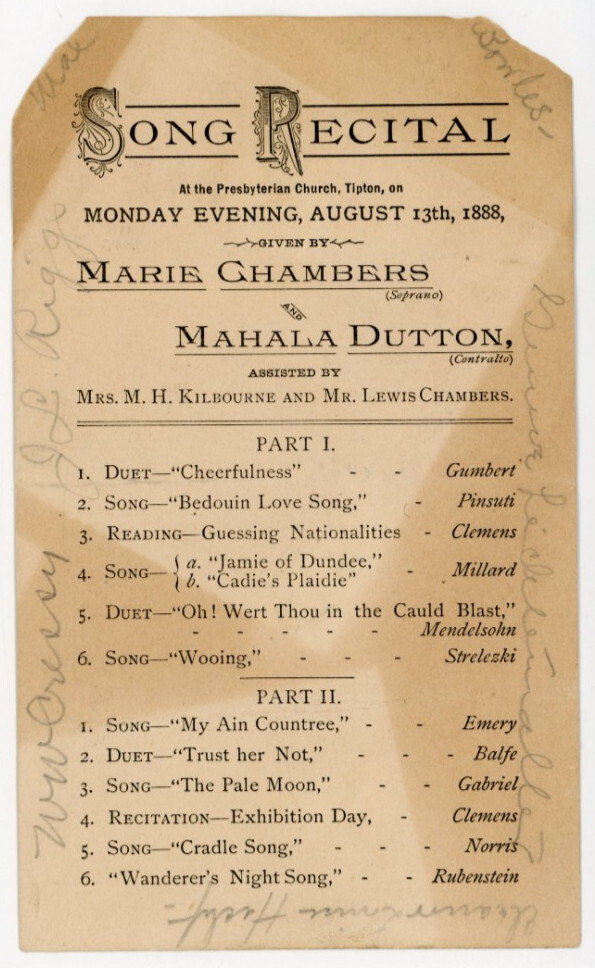 SONG RECITAL
At the Presbyterian Church, Tipton, on
MONDAY EVENING, AUGUST 13th, 1888,
GIVEN BY
MARIE CHAMBERS
(Soprano)
AND
MAHALA DUTTON,
(Contralto)
ASSISTED BY
MRS. M. H. KILBOURNE AND MR. LEWIS CHAMBERS.
PART I.
1. DUET—"Cheerfulness" - - Gumbert
2. SONG—"Bedouin Love Song," - Pinsuti
3. READING—Guessing Nationalities - Clemens
4. SONG— { a. "Jamie of Dundee," - Millard
b. "Cadie's Plaidie"
5. DUET—"Oh! Wert Thou in the Cauld Blast,"
- - - - - Mendelsohn
6. SONG—"Wooing," - - - Strelezki
PART II.
1. SONG—"My Ain Countree," - - Emery
2. DUET—"Trust her Not," - - - Balfe
3. SONG—"The Pale Moon," - - Gabriel
4. RECITATION—Exhibition Day, - Clemens
5. SONG—"Cradle Song," - - - Norris
6. "Wanderer's Night Song," - - Rubenstein
Mae
Bowles-
J. L. Riggs
W W Cressy